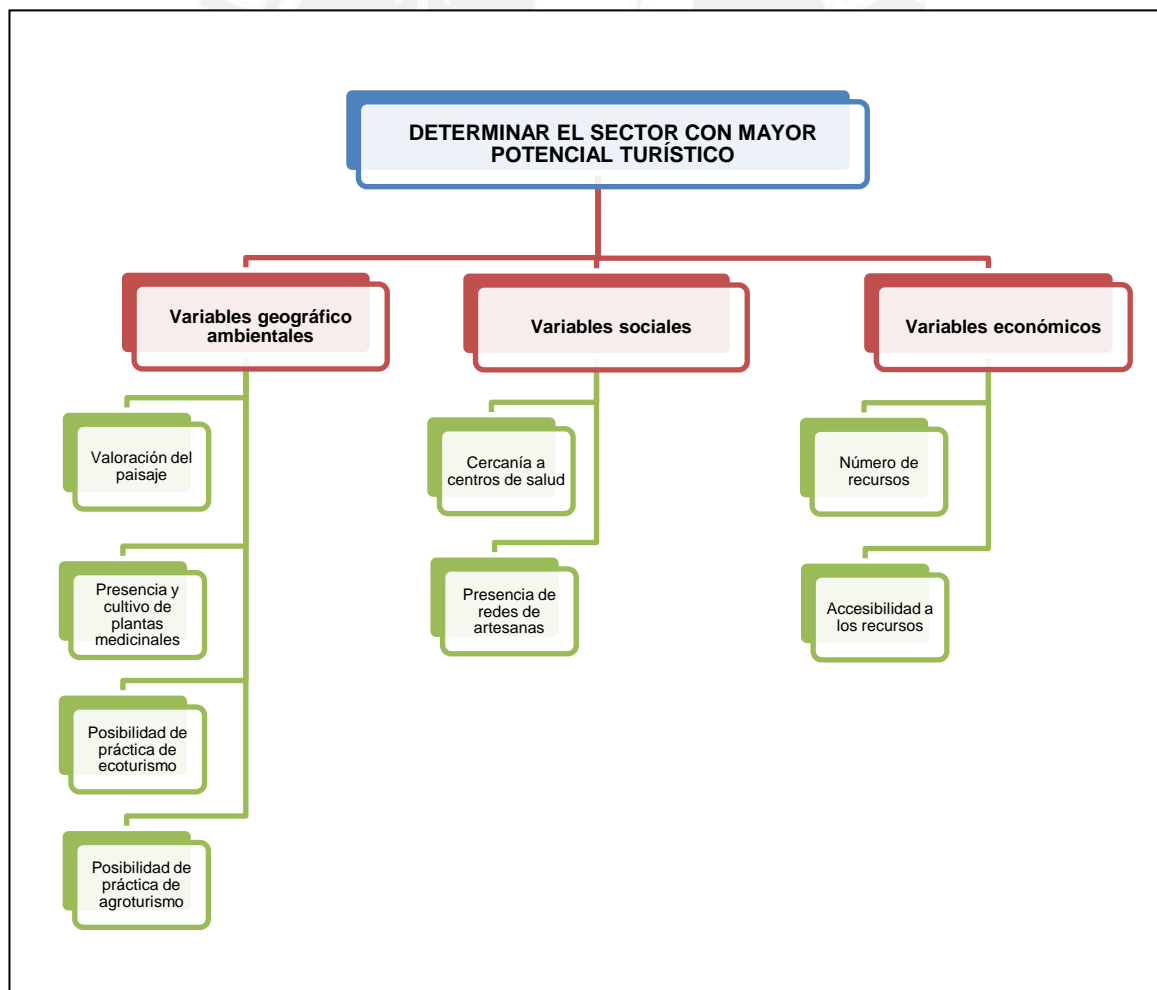 DETERMINAR EL SECTOR CON MAYOR
POTENCIAL TURÍSTICO
Variables geográfico
ambientales
Valoración del
paisaje
Presencia y
cultivo de
plantas
medicinales
Posibilidad de
práctica de
ecoturismo
Posibilidad de
práctica de
agroturismo
Variables sociales
Cercanía a
centros de salud
Presencia de
redes de
artesanas
Variables económicos
Número de
recursos
Accesibilidad a
los recursos